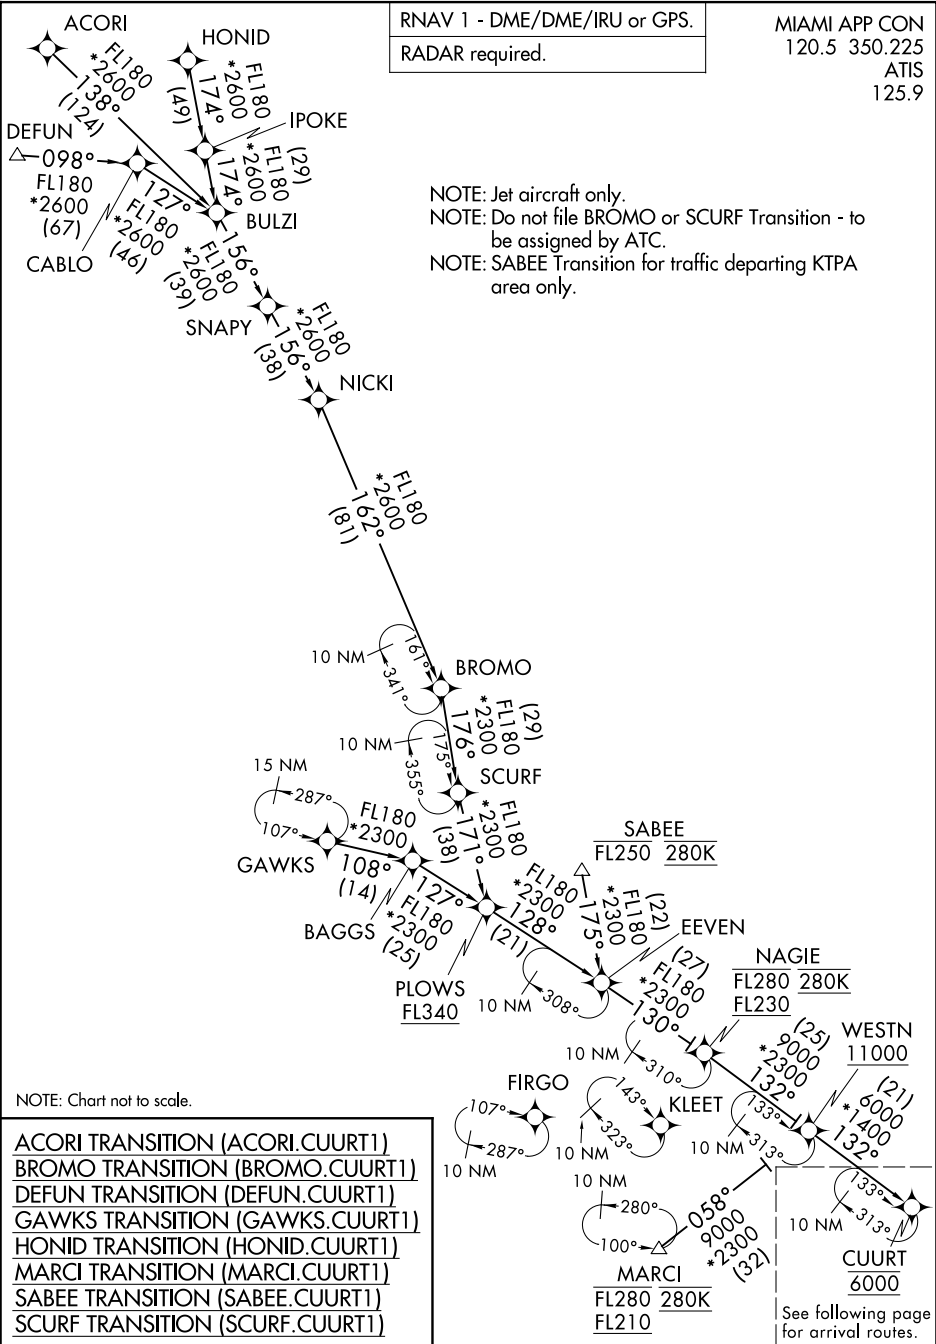 RNAV 1 - DME/DME/IRU or GPS.
RADAR required.
MIAMI APP CON
120.5 350.225
ATIS
125.9
ACORI
FL180
*2600
138°
(124)
HONID
FL180
*2600
174°
(49)
IPOKE
(29)
FL180
*2600
174°
DEFUN
098°
FL180
*2600
(67)
CABLO
127°
FL180
*2600
(46)
BULZI
156°
FL180
*2600
(39)
SNAPY
FL180
*2600
156°
(38)
NICKI
FL180
*2600
162°
(81)
NOTE: Jet aircraft only.
NOTE: Do not file BROMO or SCURF Transition - to
be assigned by ATC.
NOTE: SABEE Transition for traffic departing KTPA
area only.
10 NM
161°
341°
BROMO
(29)
FL180
*2300
176°
10 NM
175°
355°
SCURF
FL180
*2300
171°
(38)
15 NM
287°
107°
GAWKS
FL180
*2300
108°
(14)
BAGGS
127°
FL180
*2300
(25)
PLOWS
FL340
FL180
*2300
128°
(21)
SABEE
FL250 280K
(22)
FL180
*2300
175°
EEVEN
10 NM
308°
(27)
FL180
*2300
130°
NAGIE
FL280 280K
FL230
10 NM
310°
(25)
9000
*2300
132°
WESTN
11000
10 NM
133°
313°
(21)
6000
*1400
132°
FIRGO
107°
287°
10 NM
KLEET
143°
323°
10 NM
10 NM
280°
100°
MARCI
FL280 280K
FL210
058°
9000
*2300
(32)
133°
313°
10 NM
CUURT
6000
See following page
for arrival routes.
NOTE: Chart not to scale.
ACORI TRANSITION (ACORI.CUURT1)
BROMO TRANSITION (BROMO.CUURT1)
DEFUN TRANSITION (DEFUN.CUURT1)
GAWKS TRANSITION (GAWKS.CUURT1)
HONID TRANSITION (HONID.CUURT1)
MARCI TRANSITION (MARCI.CUURT1)
SABEE TRANSITION (SABEE.CUURT1)
SCURF TRANSITION (SCURF.CUURT1)